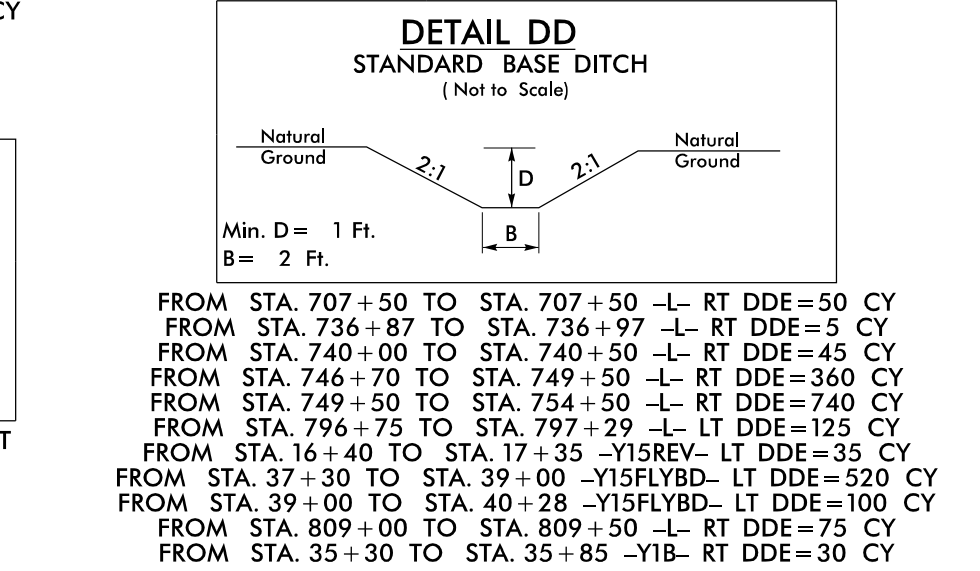 CY
DETAIL DD
STANDARD BASE DITCH
( Not to Scale)
Natural
Ground
2:1
D
2:1
Natural
Ground
Min. D = 1 Ft.
B
B = 2 Ft.
FROM STA. 707+50 TO STA. 707+50 -L- RT DDE=50 CY
FROM STA. 736+87 TO STA. 736+97 -L- RT DDE=5 CY
FROM STA. 740+00 TO STA. 740+50 -L- RT DDE=45 CY
FROM STA. 746+70 TO STA. 749+50 -L- RT DDE=360 CY
FROM STA. 749+50 TO STA. 754+50 -L- RT DDE=740 CY
FROM STA. 796+75 TO STA. 797+29 -L- LT DDE=125 CY
T
FROM STA. 16+40 TO STA. 17+35 -Y15REV- LT DDE=35 CY
FROM STA. 37+30 TO STA. 39+00 -Y15FLYBD- LT DDE=520 CY
FROM STA. 39+00 TO STA. 40+28 -Y15FLYBD- LT DDE=100 CY
FROM STA. 809+00 TO STA. 809+50 -L- RT DDE=75 CY
FROM STA. 35+30 TO STA. 35+85 -Y1B- RT DDE=30 CY